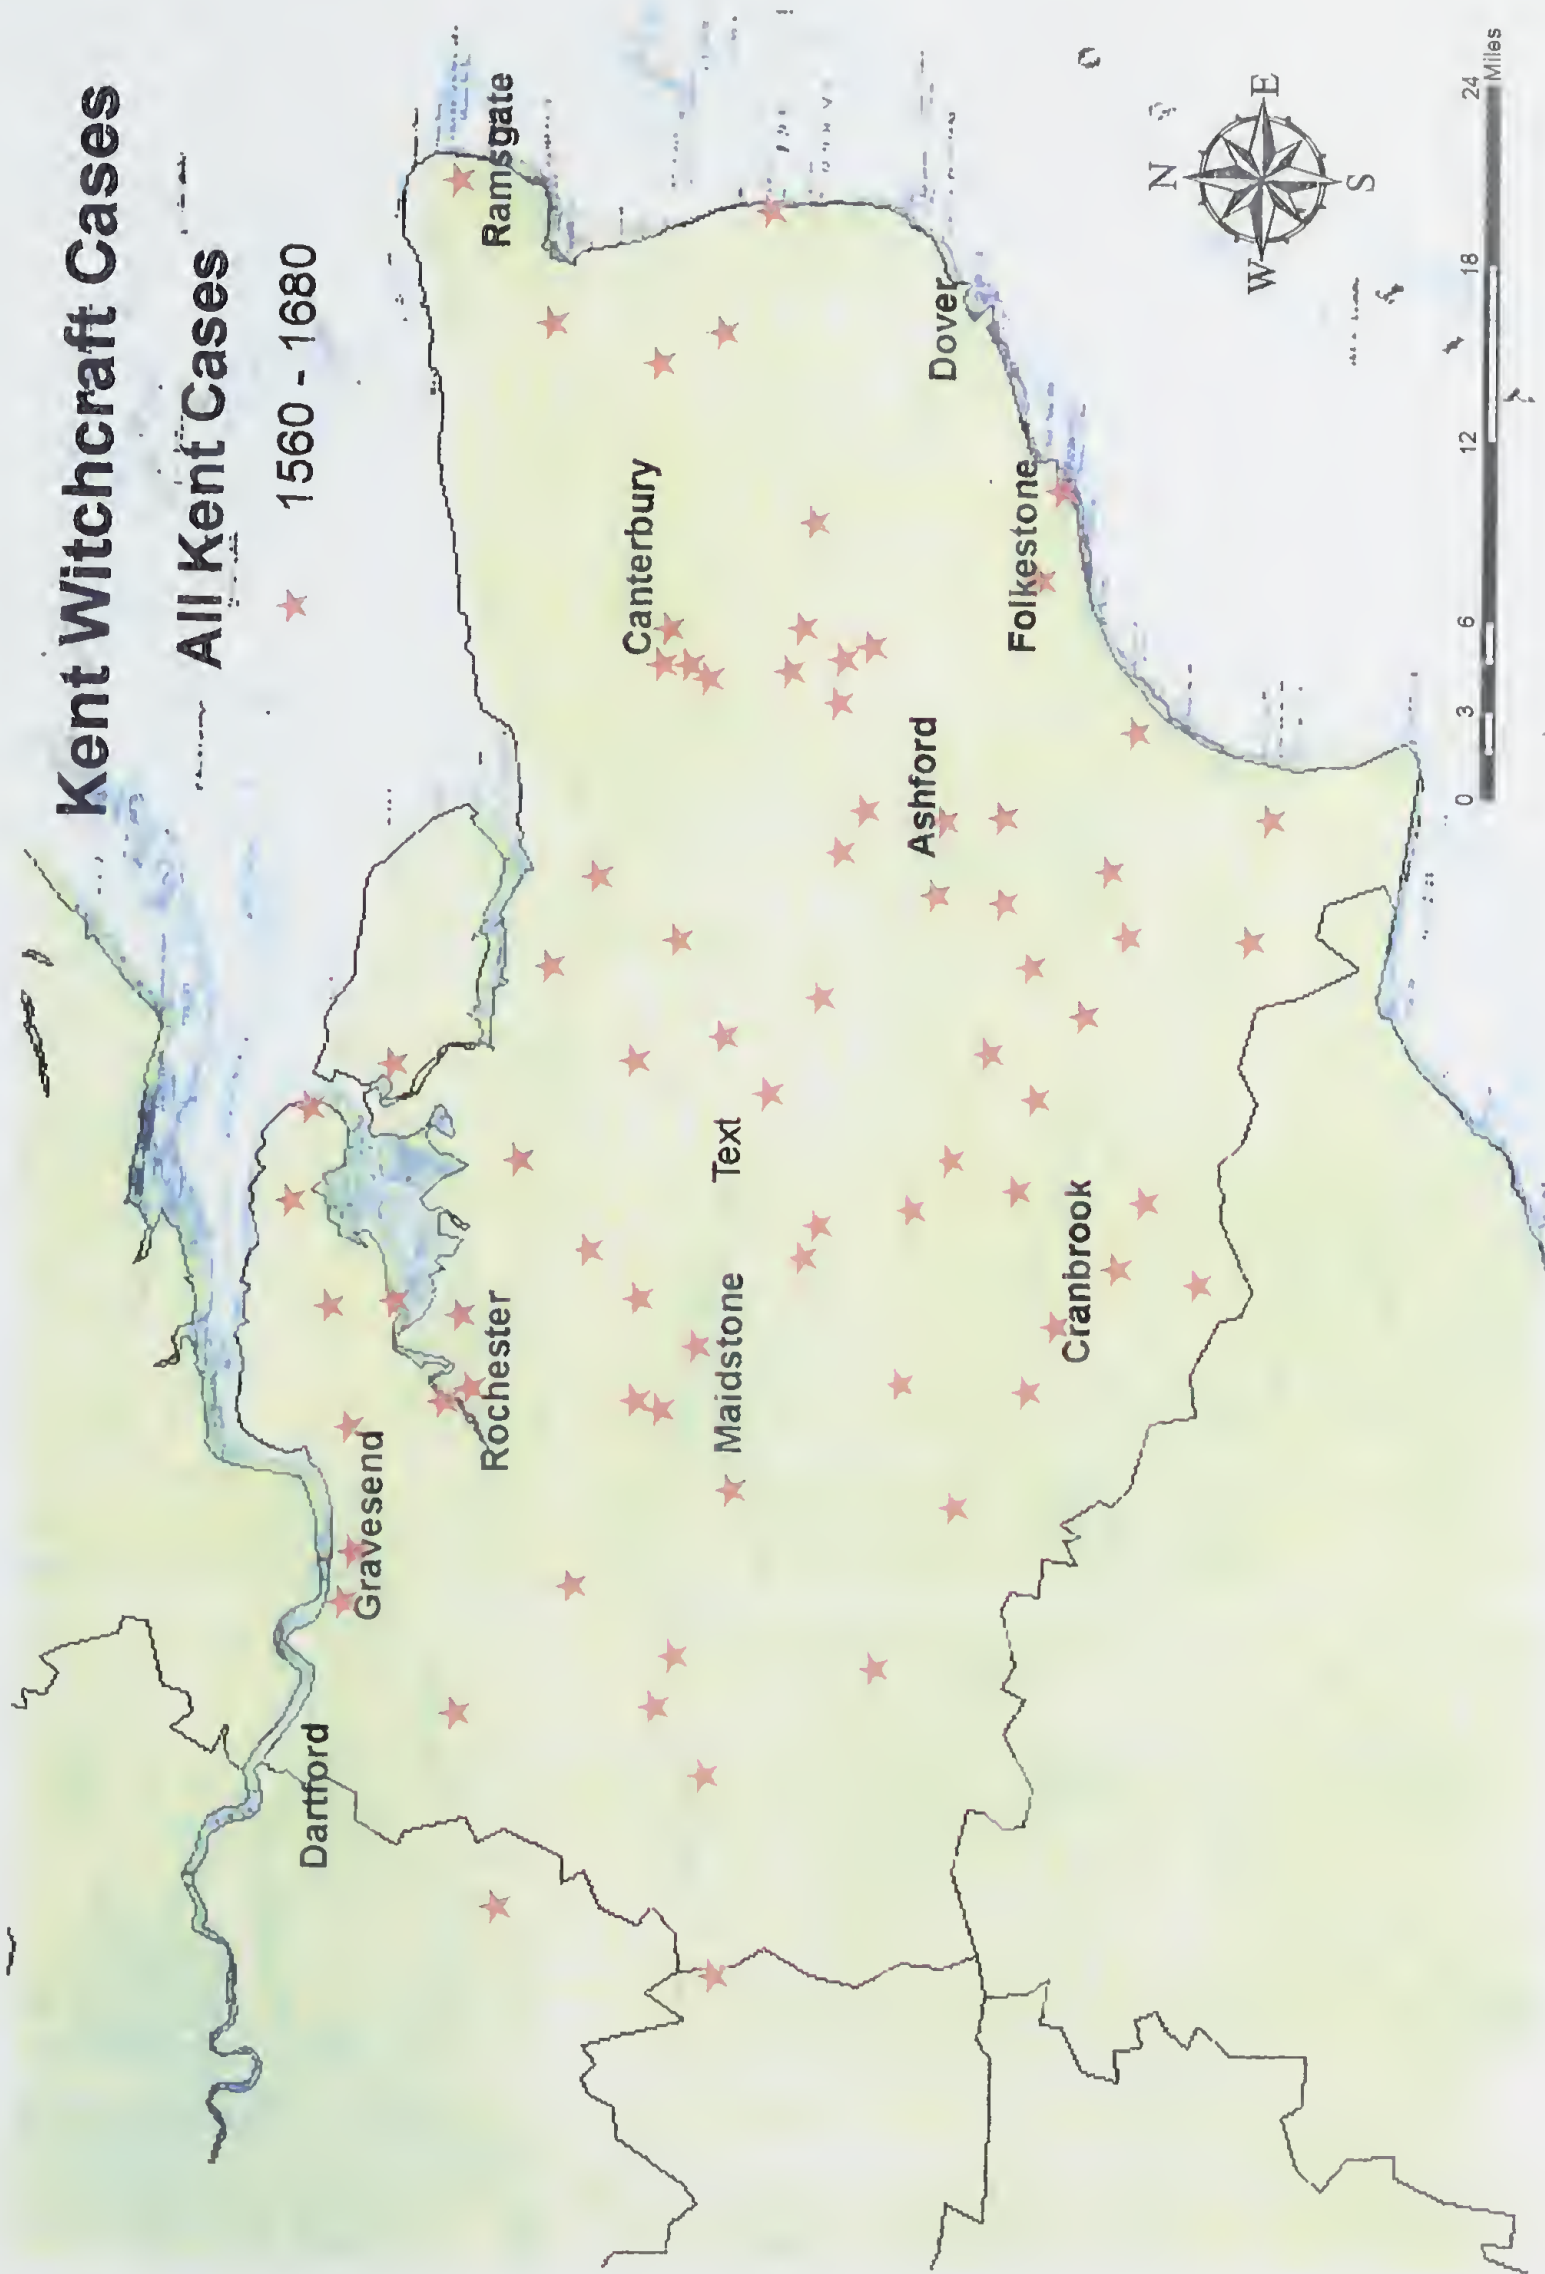 Kent Witchcraft Cases
All Kent Cases
1560 - 1680
Ramsgate
Gravesend
Dartford
Rochester
Canterbury
Maidstone
Text
Dover
Ashford
Folkestone
Cranbrook
N
W
E
S
0 3 6 12 18 24
Miles